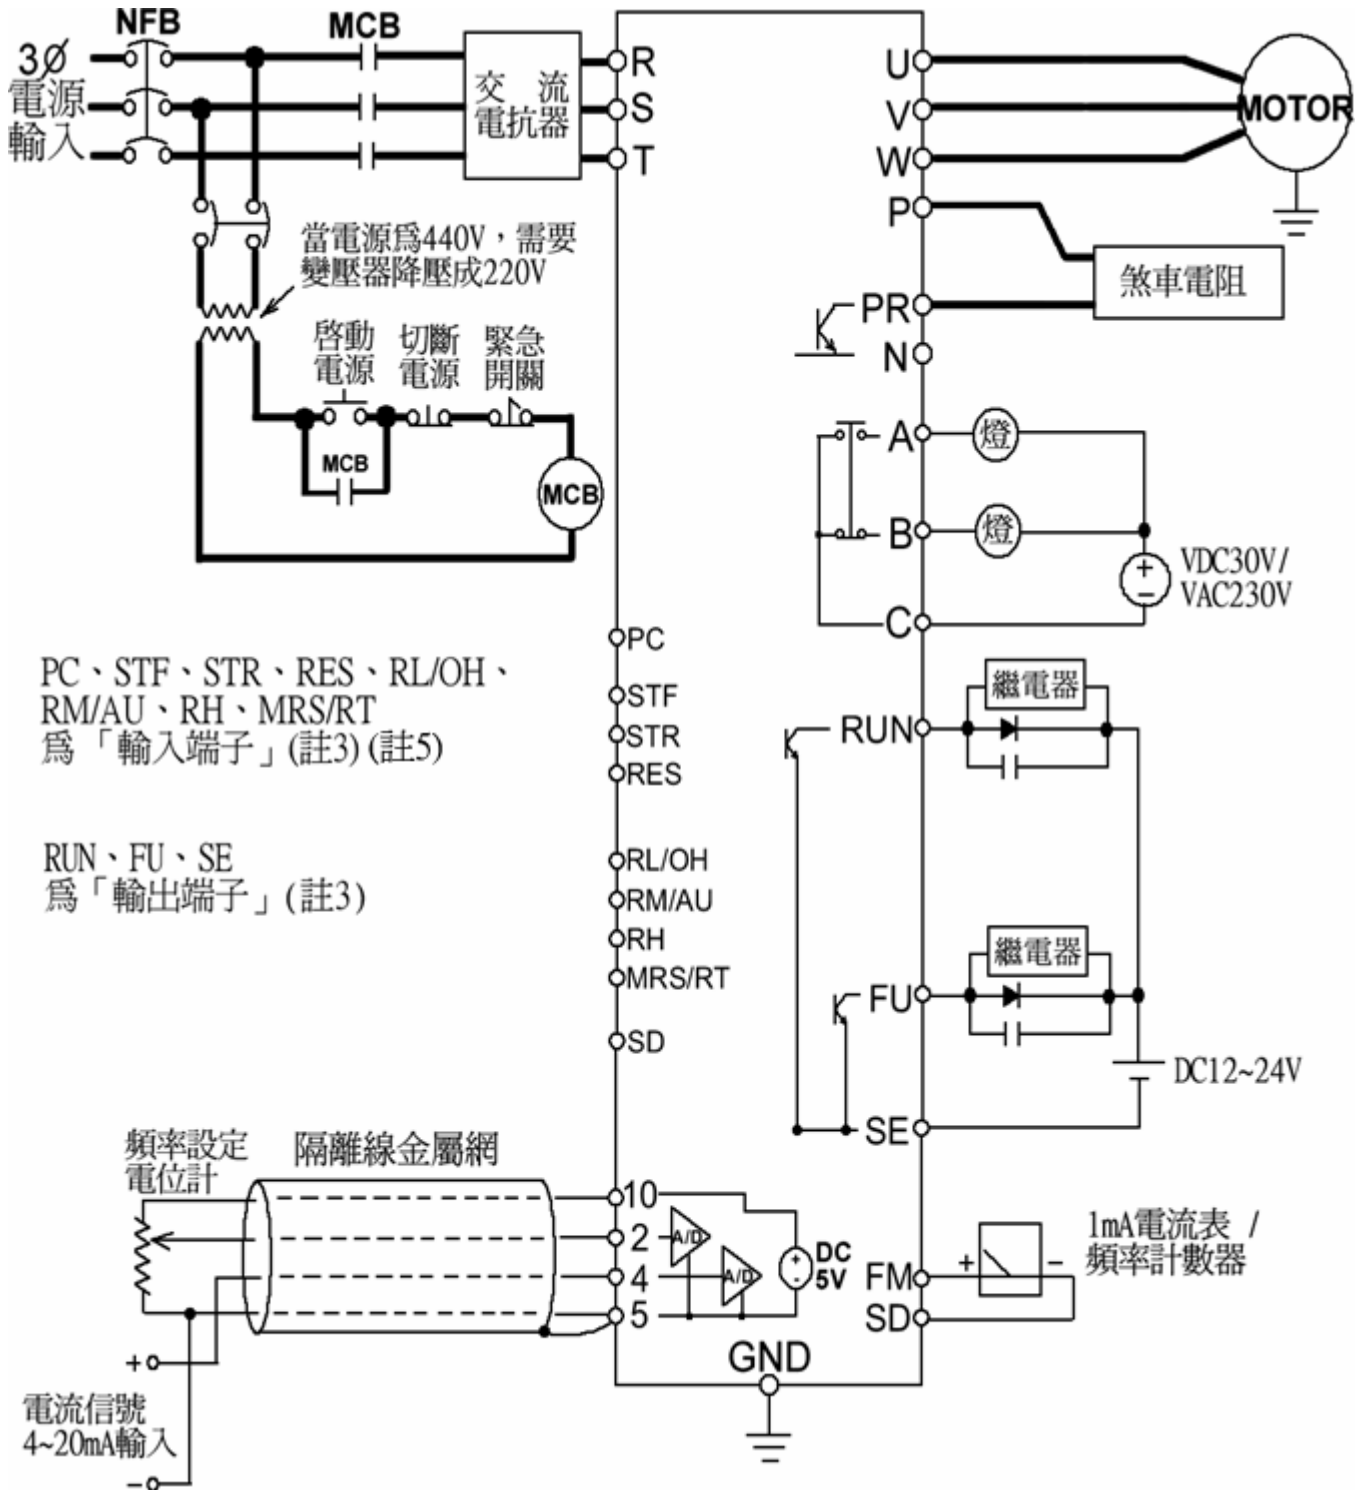 NFB
MCB
3Ø
電源
輸入
交 流
電抗器
R
S
T
U
V
W
MOTOR
P
PR
N
煞車電阻
當電源爲440V，需要
變壓器降壓成220V
啓動
電源
切斷
電源
緊急
開關
MCB
MCB
A
燈
B
燈
C
+
−
VDC30V/
VAC230V
PC、STF、STR、RES、RL/OH、
RM/AU、RH、MRS/RT
爲「輸入端子」(註3) (註5)
RUN、FU、SE
爲「輸出端子」(註3)
PC
STF
STR
RES
RL/OH
RM/AU
RH
MRS/RT
SD
RUN
繼電器
FU
繼電器
DC12~24V
SE
頻率設定
電位計
隔離線金屬網
10
2
4
5
A/D
A/D
+
-
DC
5V
FM
SD
+
−
1mA電流表 /
頻率計數器
GND
+
電流信號
4~20mA輸入
−